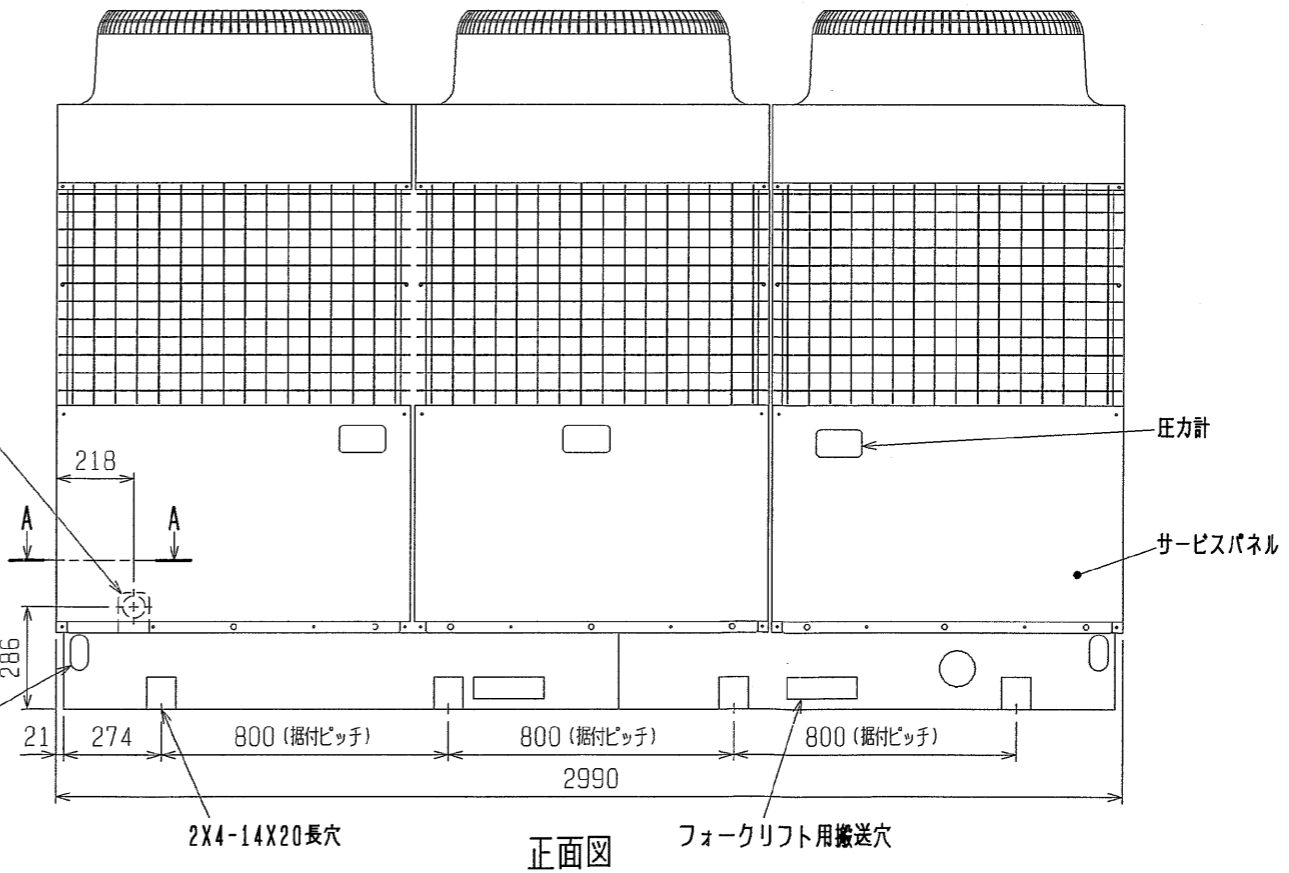 圧力計
218
A
A
サービスパネル
286
21
274
800 (据付ピッチ)
800 (据付ピッチ)
800 (据付ピッチ)
2990
2X4-14X20長穴
フォークリフト用搬送穴
正面図